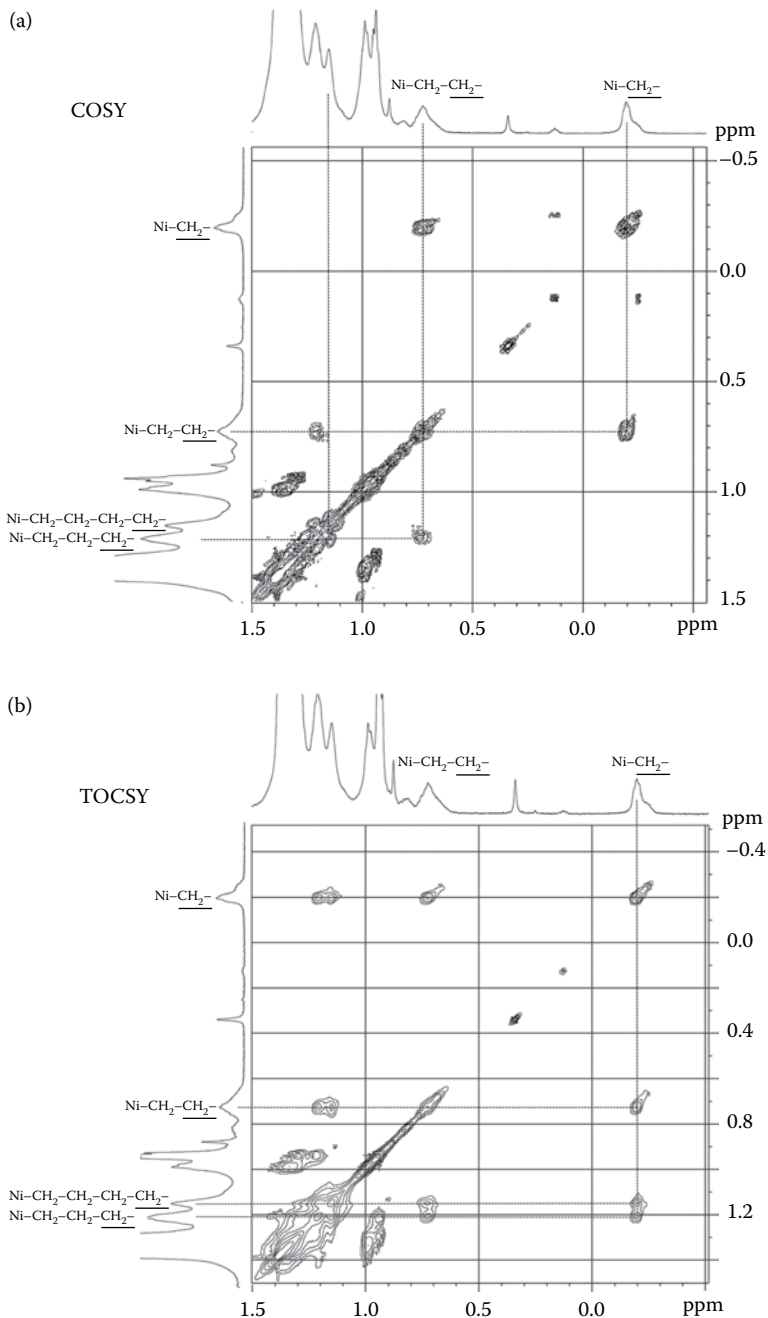 (a)
COSY
Ni–CH₂–CH₂–
Ni–CH₂–
ppm
–0.5
Ni–CH₂–
0.0
0.5
Ni–CH₂–CH₂–
1.0
Ni–CH₂–CH₂–CH₂–CH₂–
Ni–CH₂–CH₂–CH₂–
1.5
1.5 1.0 0.5 0.0 ppm
(b)
TOCSY
Ni–CH₂–CH₂–
Ni–CH₂–
ppm
–0.4
Ni–CH₂–
0.0
0.4
Ni–CH₂–CH₂–
0.8
Ni–CH₂–CH₂–CH₂–CH₂–
Ni–CH₂–CH₂–CH₂–
1.2
1.5 1.0 0.5 0.0 ppm